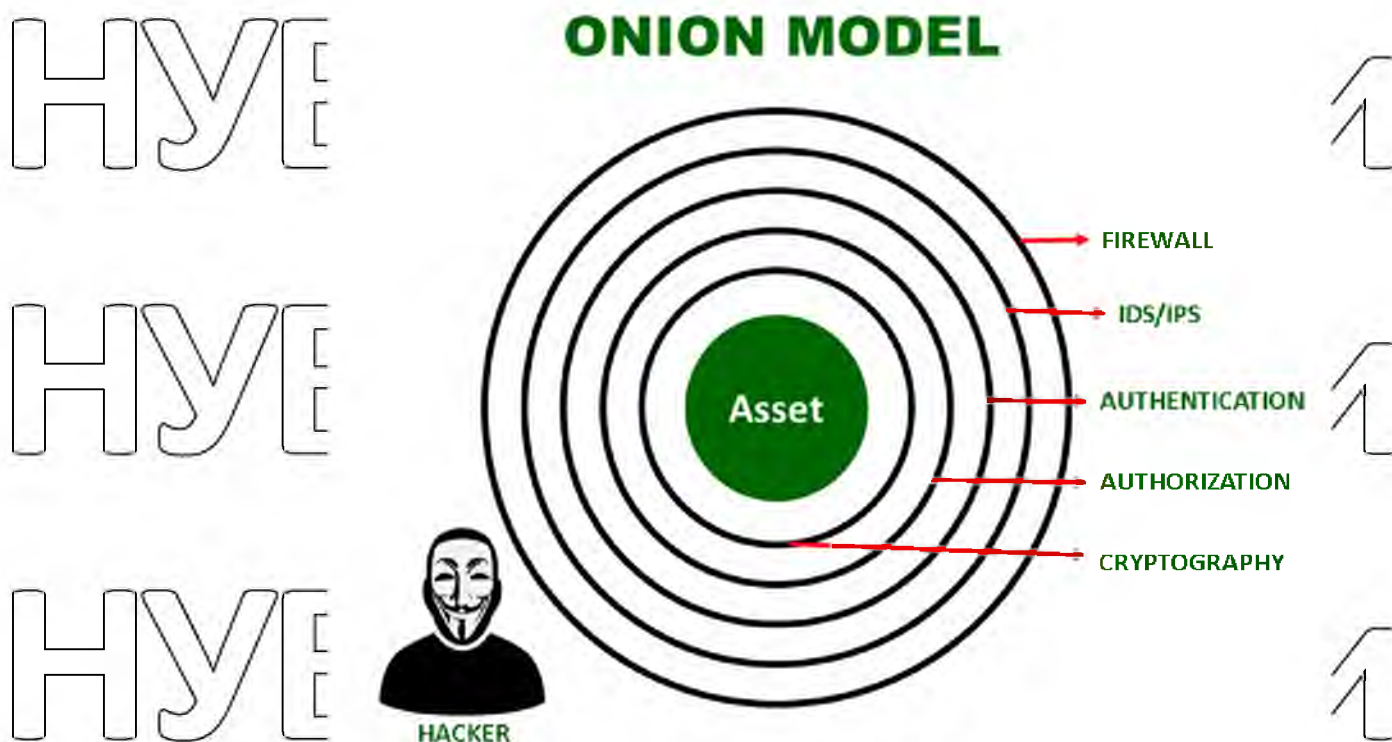 ONION MODEL
FIREWALL
IDS/IPS
Asset
AUTHENTICATION
AUTHORIZATION
CRYPTOGRAPHY
HACKER